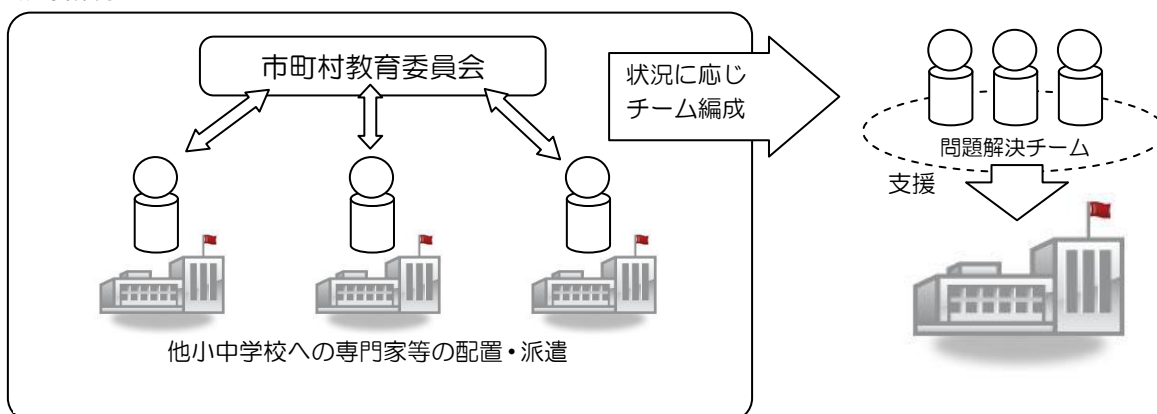 市町村教育委員会
状況に応じ
チーム編成
問題解決チーム
支援
他小中学校への専門家等の配置・派遣